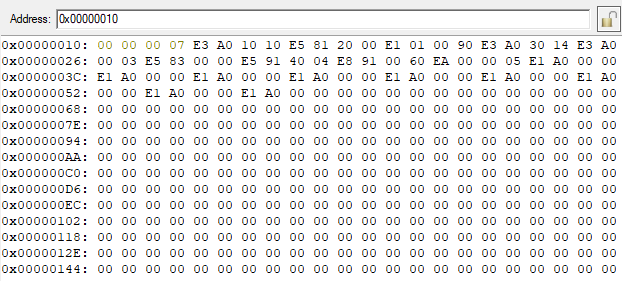 Address: 0x00000010
0x00000010: 00 00 00 07 E3 A0 10 10 E5 81 20 00 E1 01 00 90 E3 A0 30 14 E3 A0
0x00000026: 00 03 E5 83 00 00 E5 91 40 04 E8 91 00 60 EA 00 00 05 E1 A0 00 00
0x0000003C: E1 A0 00 00 E1 A0 00 00 E1 A0 00 00 E1 A0 00 00 E1 A0 00 00 E1 A0
0x00000052: 00 00 E1 A0 00 00 E1 A0 00 00 00 00 00 00 00 00 00 00 00 00 00 00
0x00000068: 00 00 00 00 00 00 00 00 00 00 00 00 00 00 00 00 00 00 00 00 00 00
0x0000007E: 00 00 00 00 00 00 00 00 00 00 00 00 00 00 00 00 00 00 00 00 00 00
0x00000094: 00 00 00 00 00 00 00 00 00 00 00 00 00 00 00 00 00 00 00 00 00 00
0x000000AA: 00 00 00 00 00 00 00 00 00 00 00 00 00 00 00 00 00 00 00 00 00 00
0x000000C0: 00 00 00 00 00 00 00 00 00 00 00 00 00 00 00 00 00 00 00 00 00 00
0x000000D6: 00 00 00 00 00 00 00 00 00 00 00 00 00 00 00 00 00 00 00 00 00 00
0x000000EC: 00 00 00 00 00 00 00 00 00 00 00 00 00 00 00 00 00 00 00 00 00 00
0x00000102: 00 00 00 00 00 00 00 00 00 00 00 00 00 00 00 00 00 00 00 00 00 00
0x00000118: 00 00 00 00 00 00 00 00 00 00 00 00 00 00 00 00 00 00 00 00 00 00
0x0000012E: 00 00 00 00 00 00 00 00 00 00 00 00 00 00 00 00 00 00 00 00 00 00
0x00000144: 00 00 00 00 00 00 00 00 00 00 00 00 00 00 00 00 00 00 00 00 00 00